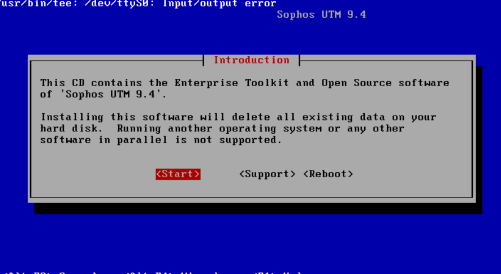 /usr/bin/tee: /dev/ttyS0: Input/output error
Sophos UTM 9.4
Introduction
This CD contains the Enterprise Toolkit and Open Source software
of 'Sophos UTM 9.4'.
Installing this software will delete all existing data on your
hard disk.  Running another operating system or any other
software in parallel is not supported.
<Start> <Support> <Reboot>